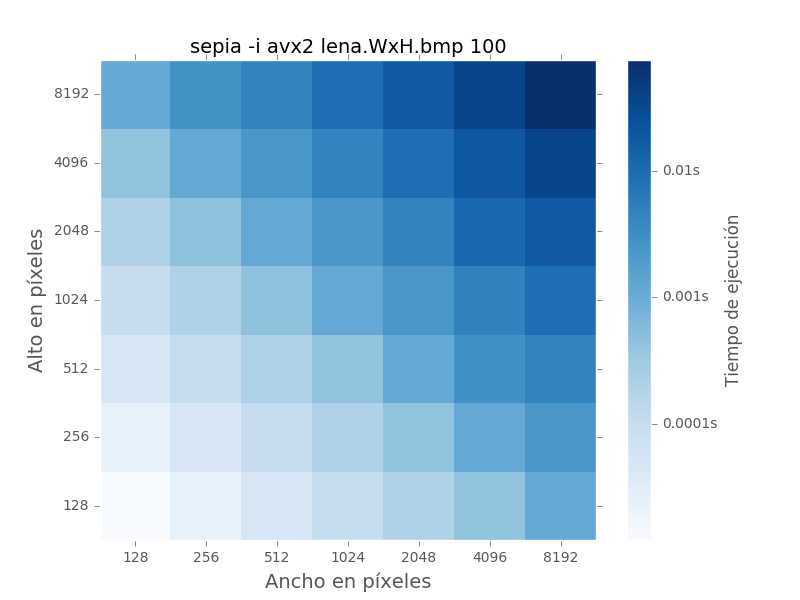 sepia -i avx2 lena.WxH.bmp 100
8192
4096
2048
1024
512
256
128
Alto en píxeles
128 256 512 1024 2048 4096 8192
Ancho en píxeles
0.01s
0.001s
0.0001s
Tiempo de ejecución